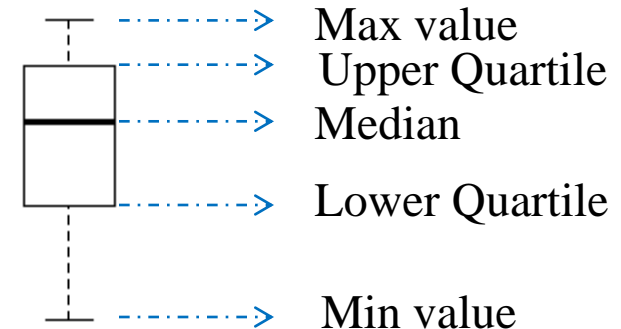 Max value
Upper Quartile
Median
Lower Quartile
Min value